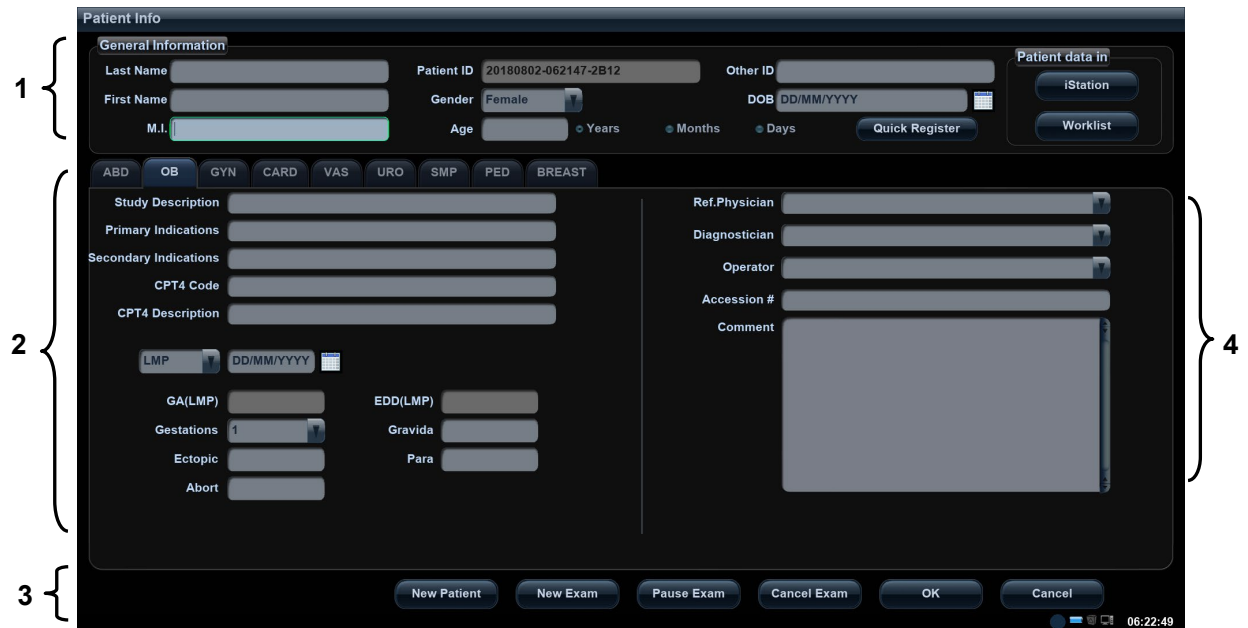 Patient Info
General Information
Patient data in
Last Name Patient ID 20180802-062147-2B12 Other ID
iStation
First Name Gender Female DOB DD/MM/YYYY
1
M.I. Age Years Months Days Quick Register Worklist
ABD OB GYN CARD VAS URO SMP PED BREAST
Study Description Ref.Physician
Primary Indications Diagnostician
Secondary Indications Operator
CPT4 Code Accession #
CPT4 Description Comment
2
4
LMP DD/MM/YYYY
GA(LMP) EDD(LMP)
Gestations 1 Gravida
Ectopic Para
Abort
3
New Patient New Exam Pause Exam Cancel Exam OK Cancel
06:22:49